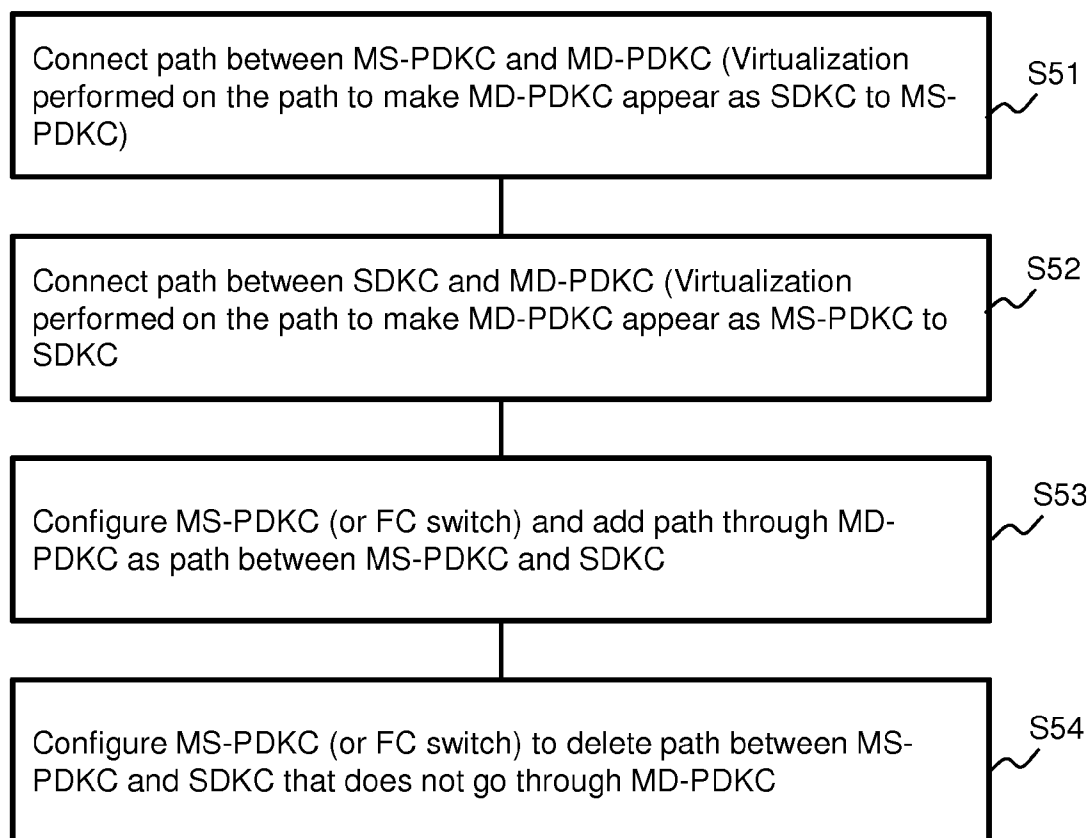 Connect path between MS-PDKC and MD-PDKC (Virtualization
performed on the path to make MD-PDKC appear as SDKC to MS-
PDKC)
S51
Connect path between SDKC and MD-PDKC (Virtualization
performed on the path to make MD-PDKC appear as MS-PDKC to
SDKC
S52
Configure MS-PDKC (or FC switch) and add path through MD-
PDKC as path between MS-PDKC and SDKC
S53
Configure MS-PDKC (or FC switch) to delete path between MS-
PDKC and SDKC that does not go through MD-PDKC
S54